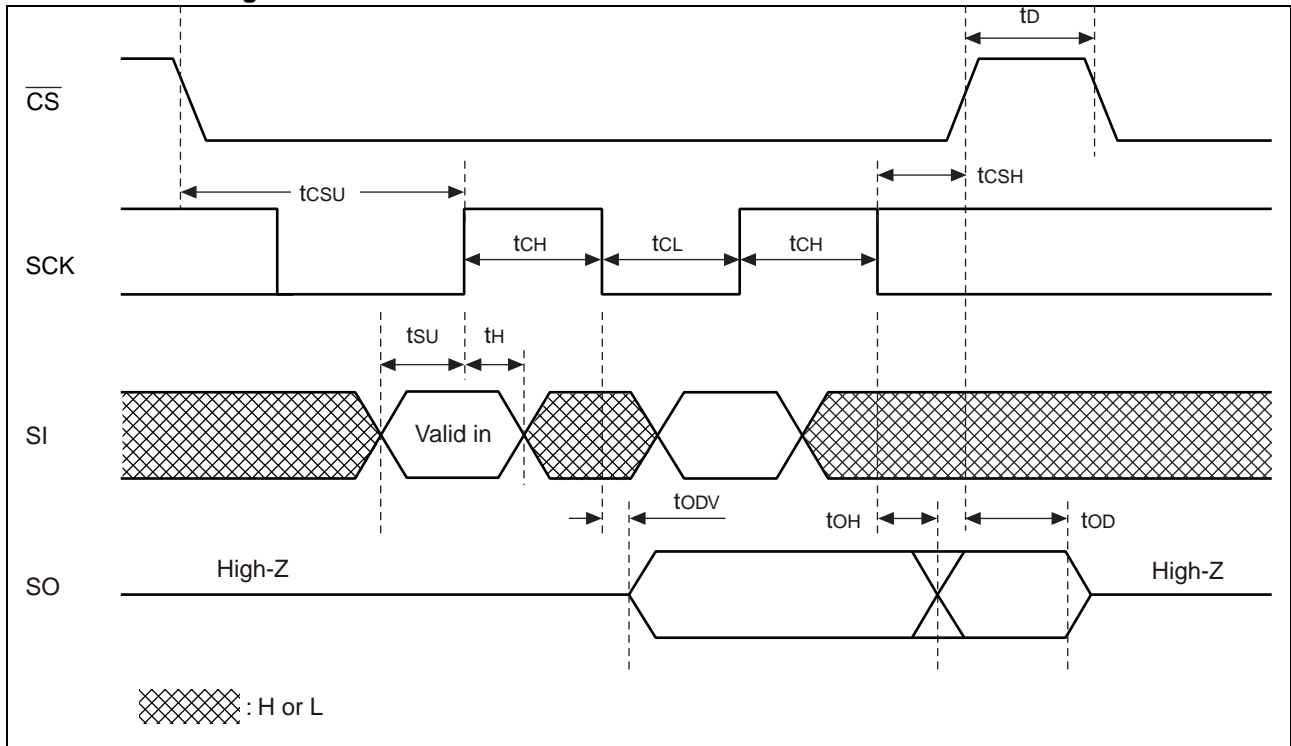 tD
CS
tCSU
tCSH
SCK
tCH
tCL
tCH
tSU
tH
SI
Valid in
tODV
tOH
tOD
SO
High-Z
High-Z
: H or L